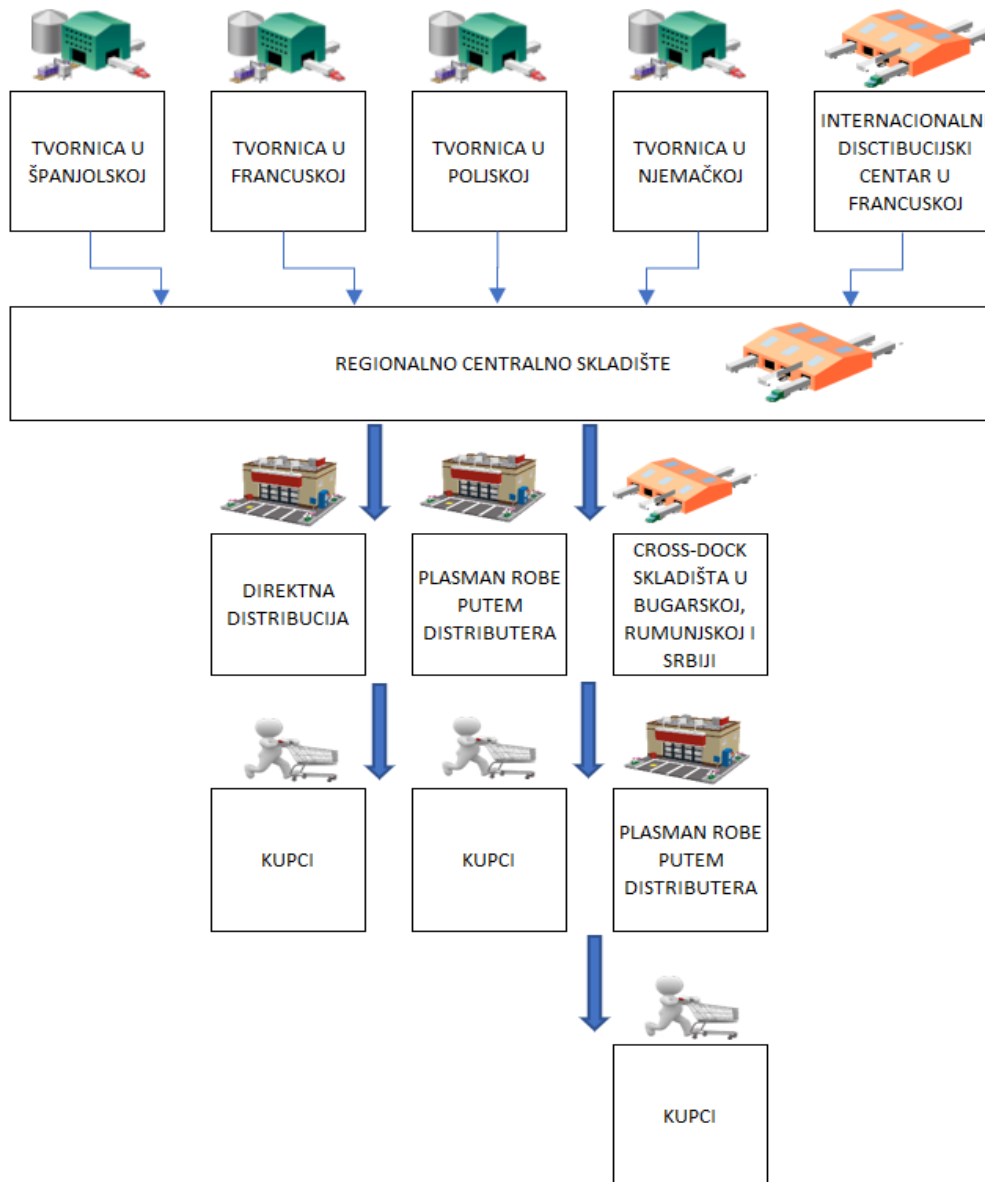 TVORNICA U
ŠPANJOLSKOJ
TVORNICA U
FRANCUSKOJ
TVORNICA U
POLJSKOJ
TVORNICA U
NJEMAČKOJ
INTERNACIONALNI
DISCTIBUCIJSKI
CENTAR U
FRANCUSKOJ
REGIONALNO CENTRALNO SKLADIŠTE
DIREKTNA
DISTRIBUCIJA
PLASMAN ROBE
PUTEM
DISTRIBUTERA
CROSS-DOCK
SKLADIŠTA U
BUGARSKOJ,
RUMUNJSKOJ I
SRBIJI
KUPCI
KUPCI
PLASMAN ROBE
PUTEM
DISTRIBUTERA
KUPCI